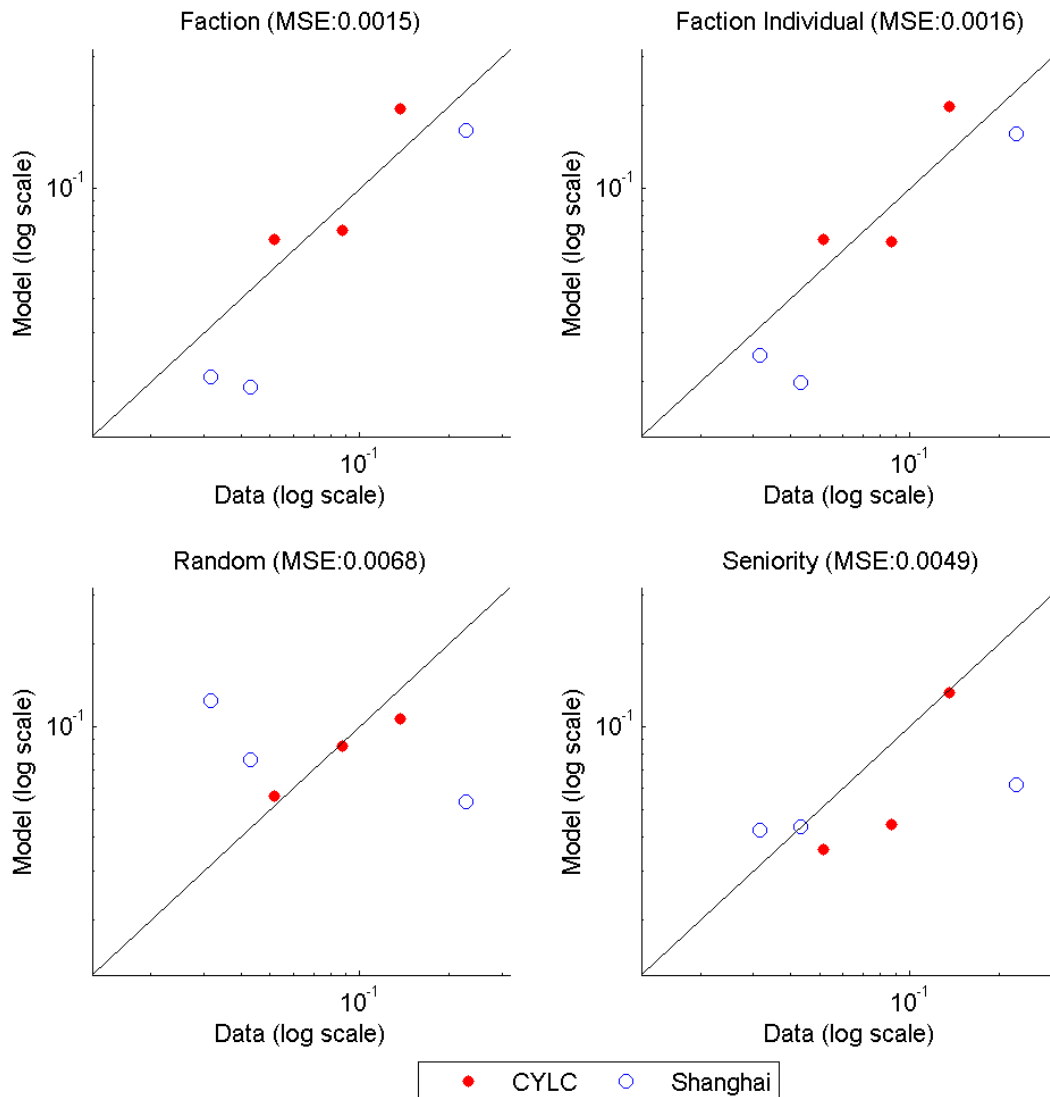 Faction (MSE:0.0015)
Model (log scale)
10-1
10-1
Data (log scale)
Faction Individual (MSE:0.0016)
Model (log scale)
10-1
10-1
Data (log scale)
Random (MSE:0.0068)
Model (log scale)
10-1
10-1
Data (log scale)
Seniority (MSE:0.0049)
Model (log scale)
10-1
10-1
Data (log scale)
CYLC Shanghai